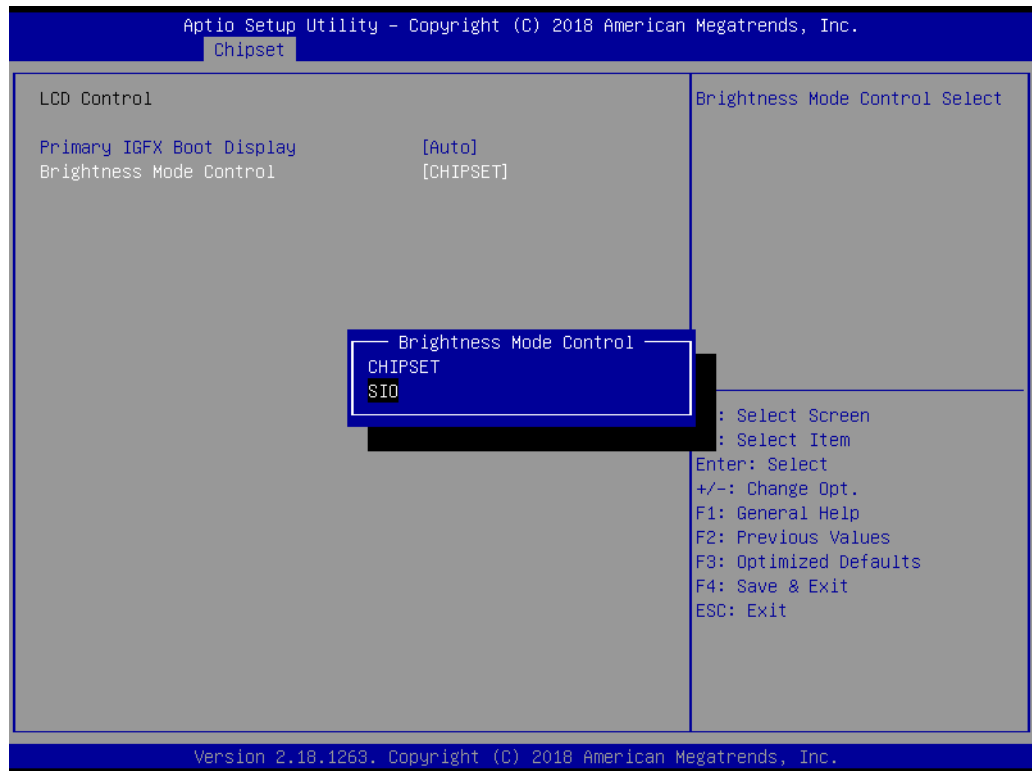 Aptio Setup Utility – Copyright (C) 2018 American Megatrends, Inc.
Chipset
LCD Control
Primary IGFX Boot Display [Auto]
Brightness Mode Control [CHIPSET]
Brightness Mode Control Select
Brightness Mode Control
CHIPSET
SIO
: Select Screen
: Select Item
Enter: Select
+/-: Change Opt.
F1: General Help
F2: Previous Values
F3: Optimized Defaults
F4: Save & Exit
ESC: Exit
Version 2.18.1263. Copyright (C) 2018 American Megatrends, Inc.